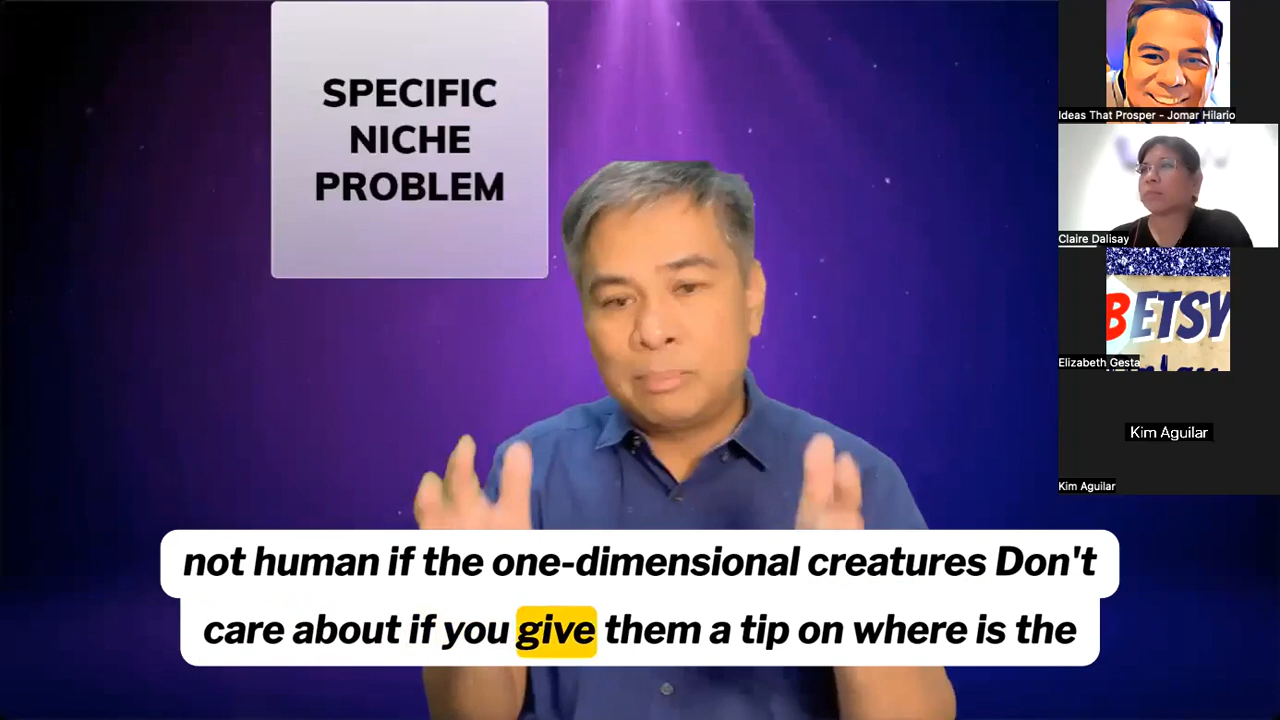 SPECIFIC
NICHE
PROBLEM
Ideas That Prosper - Jomar Hilario
Claire Dalisay
BETSY
Elizabeth Gesta
Kim Aguilar
Kim Aguilar
not human if the one-dimensional creatures Don't
care about if you give them a tip on where is the